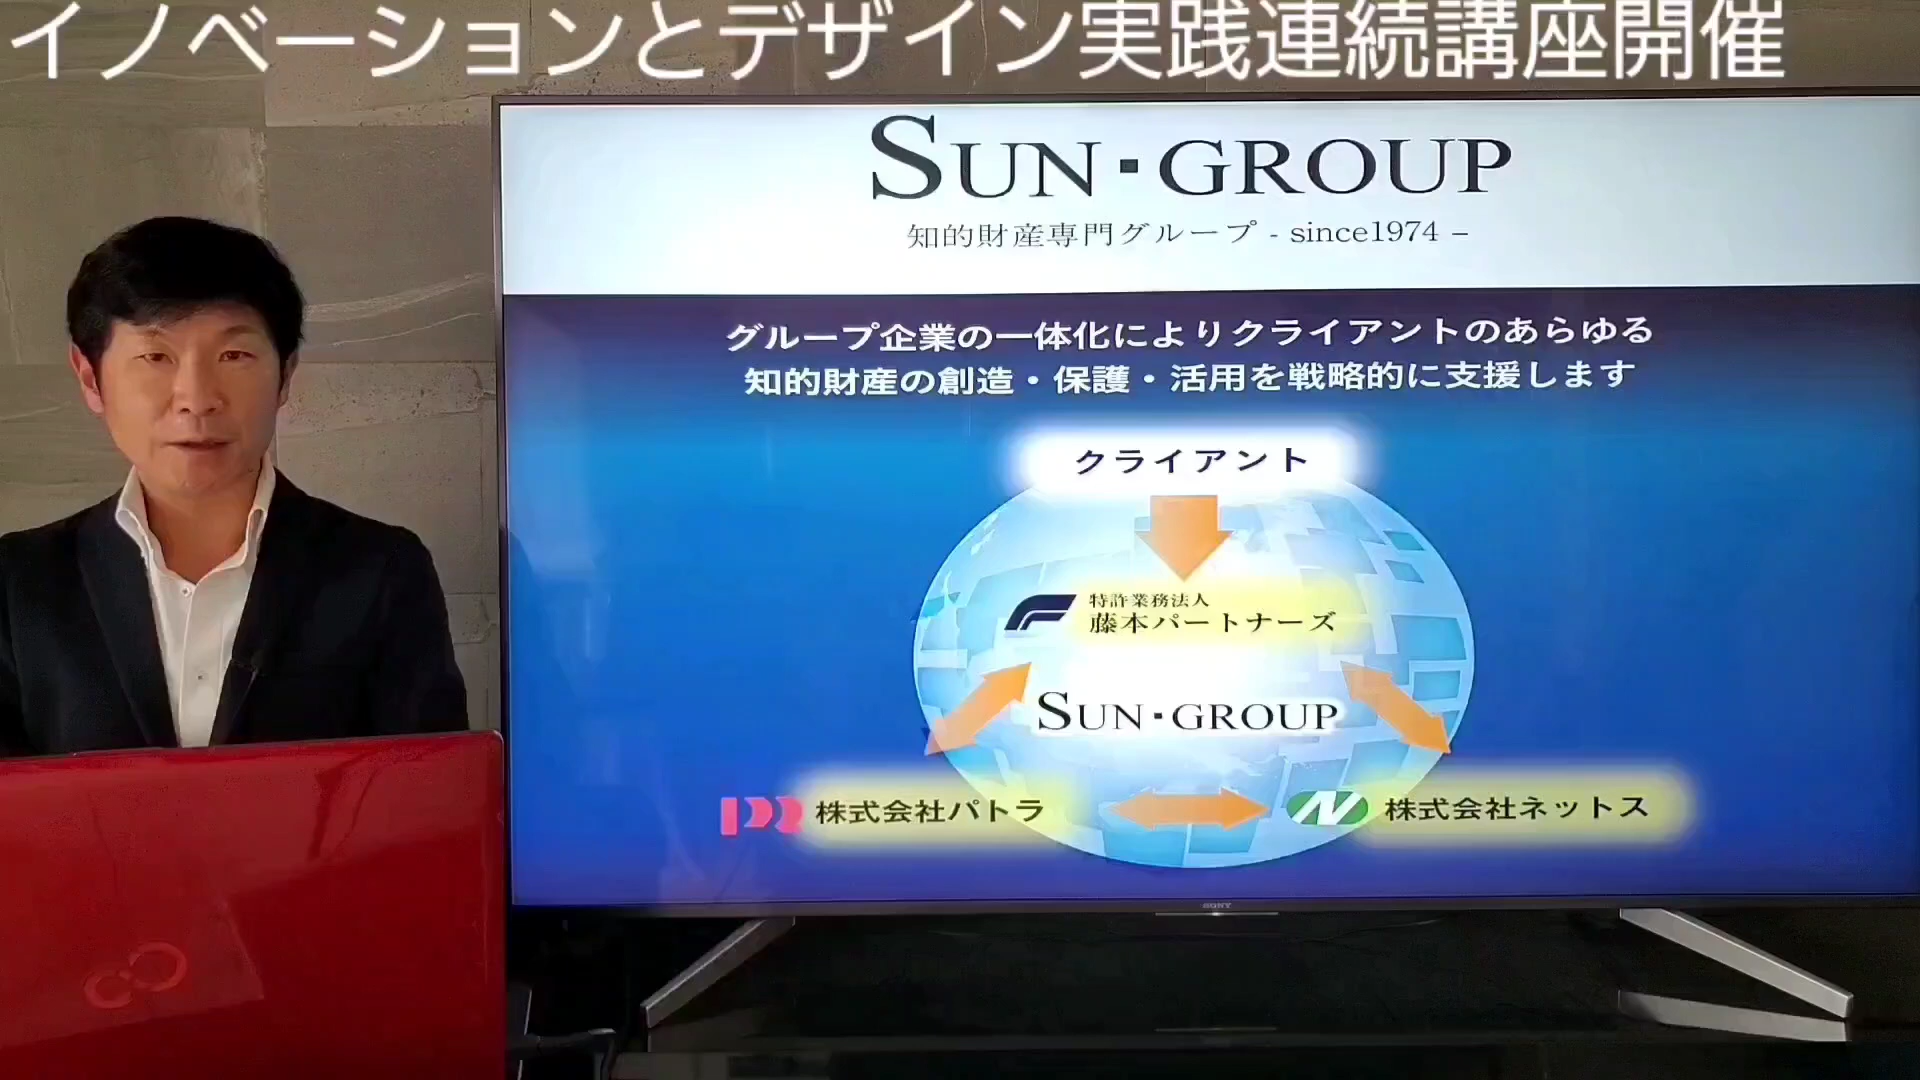 イノベーションとデザイン実践連続講座開催
SUN・GROUP
知的財産専門グループ - since1974 –
グループ企業の一体化によりクライアントのあらゆる
知的財産の創造・保護・活用を戦略的に支援します
クライアント
特許業務法人
藤本パートナーズ
SUN・GROUP
株式会社パトラ
株式会社ネットス
SONY